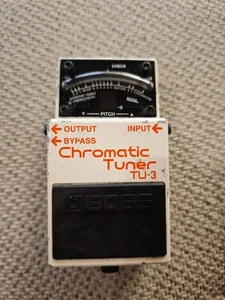 CHECK
▼ PITCH ▲
← OUTPUT INPUT ←
← BYPASS
Chromatic
Tuner
TU-3
BOSS